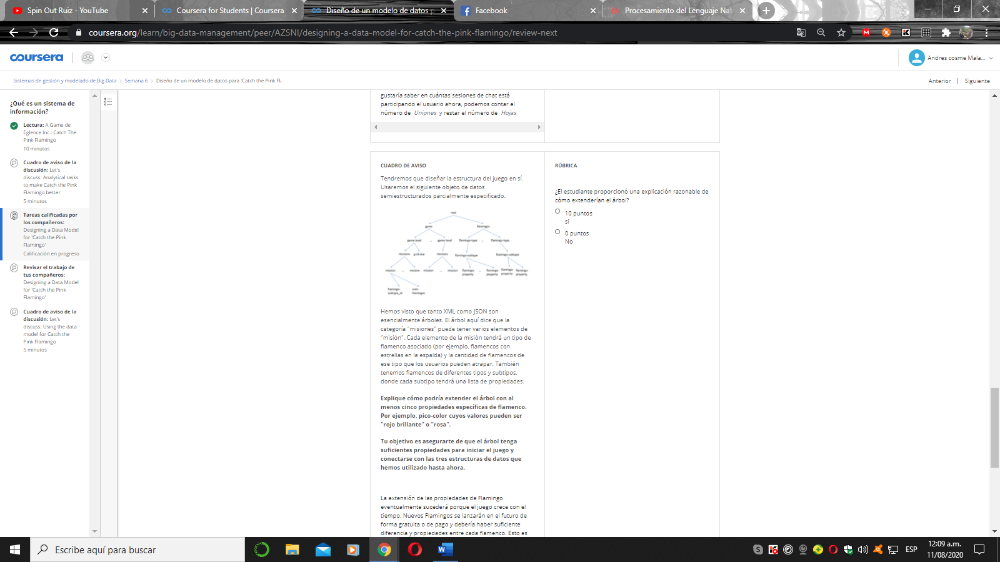 Spin Out Ruiz - YouTube
Coursera for Students | Coursera
Diseño de un modelo de datos p
Facebook
Procesamiento del Lenguaje Nat
coursera.org/learn/big-data-management/peer/AZSNI/designing-a-data-model-for-catch-the-pink-flamingo/review-next
coursera
Andres cosme Mala...
Sistemas de gestión y modelado de Big Data > Semana 6 > Diseño de un modelo de datos para 'Catch the Pink Fl
Anterior | Siguiente
¿Qué es un sistema de
información?
Lectura: A Game de
Eglence Inc.: Catch The
Pink Flamingo
10 minutos
Cuadro de aviso de la
discusión: Let's
discuss: Analytical tasks
to make Catch the Pink
Flamingo better
5 minutos
Tareas calificadas por
los compañeros:
Designing a Data Model
for 'Catch the Pink
Flamingo'
Calificación en progreso
Revisar el trabajo de
tus compañeros:
Designing a Data Model
for 'Catch the Pink
Flamingo'
Cuadro de aviso de la
discusión: Let's
discuss: Using the data
model for Catch the
Pink Flamingo
5 minutos
gustaría saber en cuántas sesiones de chat está
participando el usuario ahora, podemos contar el
número de Uniones y restar el número de Hojas
CUADRO DE AVISO
Tendremos que diseñar la estructura del juego en sí.
Usaremos el siguiente objeto de datos
semiestructurados parcialmente especificado.
root
game flamingos
game-level ... game-level flamingo-type ... flamingo-type
missions grid-size missions flamingo-subtype flamingo-subtype
mission ... mission mission ... mission flamingo-property ... flamingo-property flamingo-property flamingo-property
flamingo-subtype_id num-flamingos
Hemos visto que tanto XML como JSON son
esencialmente árboles. El árbol aquí dice que la
categoría "misiones" puede tener varios elementos de
"misión". Cada elemento de la misión tendrá un tipo de
flamenco asociado (por ejemplo, flamencos con
estrellas en la espalda) y la cantidad de flamencos de
ese tipo que los usuarios pueden atrapar. También
tenemos flamencos de diferentes tipos y subtipos,
donde cada subtipo tendrá una lista de propiedades.
Explique cómo podría extender el árbol con al
menos cinco propiedades específicas de flamenco.
Por ejemplo, pico-color cuyos valores pueden ser
"rojo brillante" o "rosa".
Tu objetivo es asegurarte de que el árbol tenga
suficientes propiedades para iniciar el juego y
conectarse con las tres estructuras de datos que
hemos utilizado hasta ahora.
La extensión de las propiedades de Flamingo
eventualmente sucederá porque el juego crece con el
tiempo. Nuevos Flamingos se lanzarán en el futuro de
forma gratuita o de pago y debería haber suficiente
diferencia y propiedades entre cada flamenco. Esto es
RÚBRICA
¿El estudiante proporcionó una explicación razonable de
cómo extenderían el árbol?
10 puntos
si
0 puntos
No
Escribe aquí para buscar
ESP
12:09 a.m.
11/08/2020